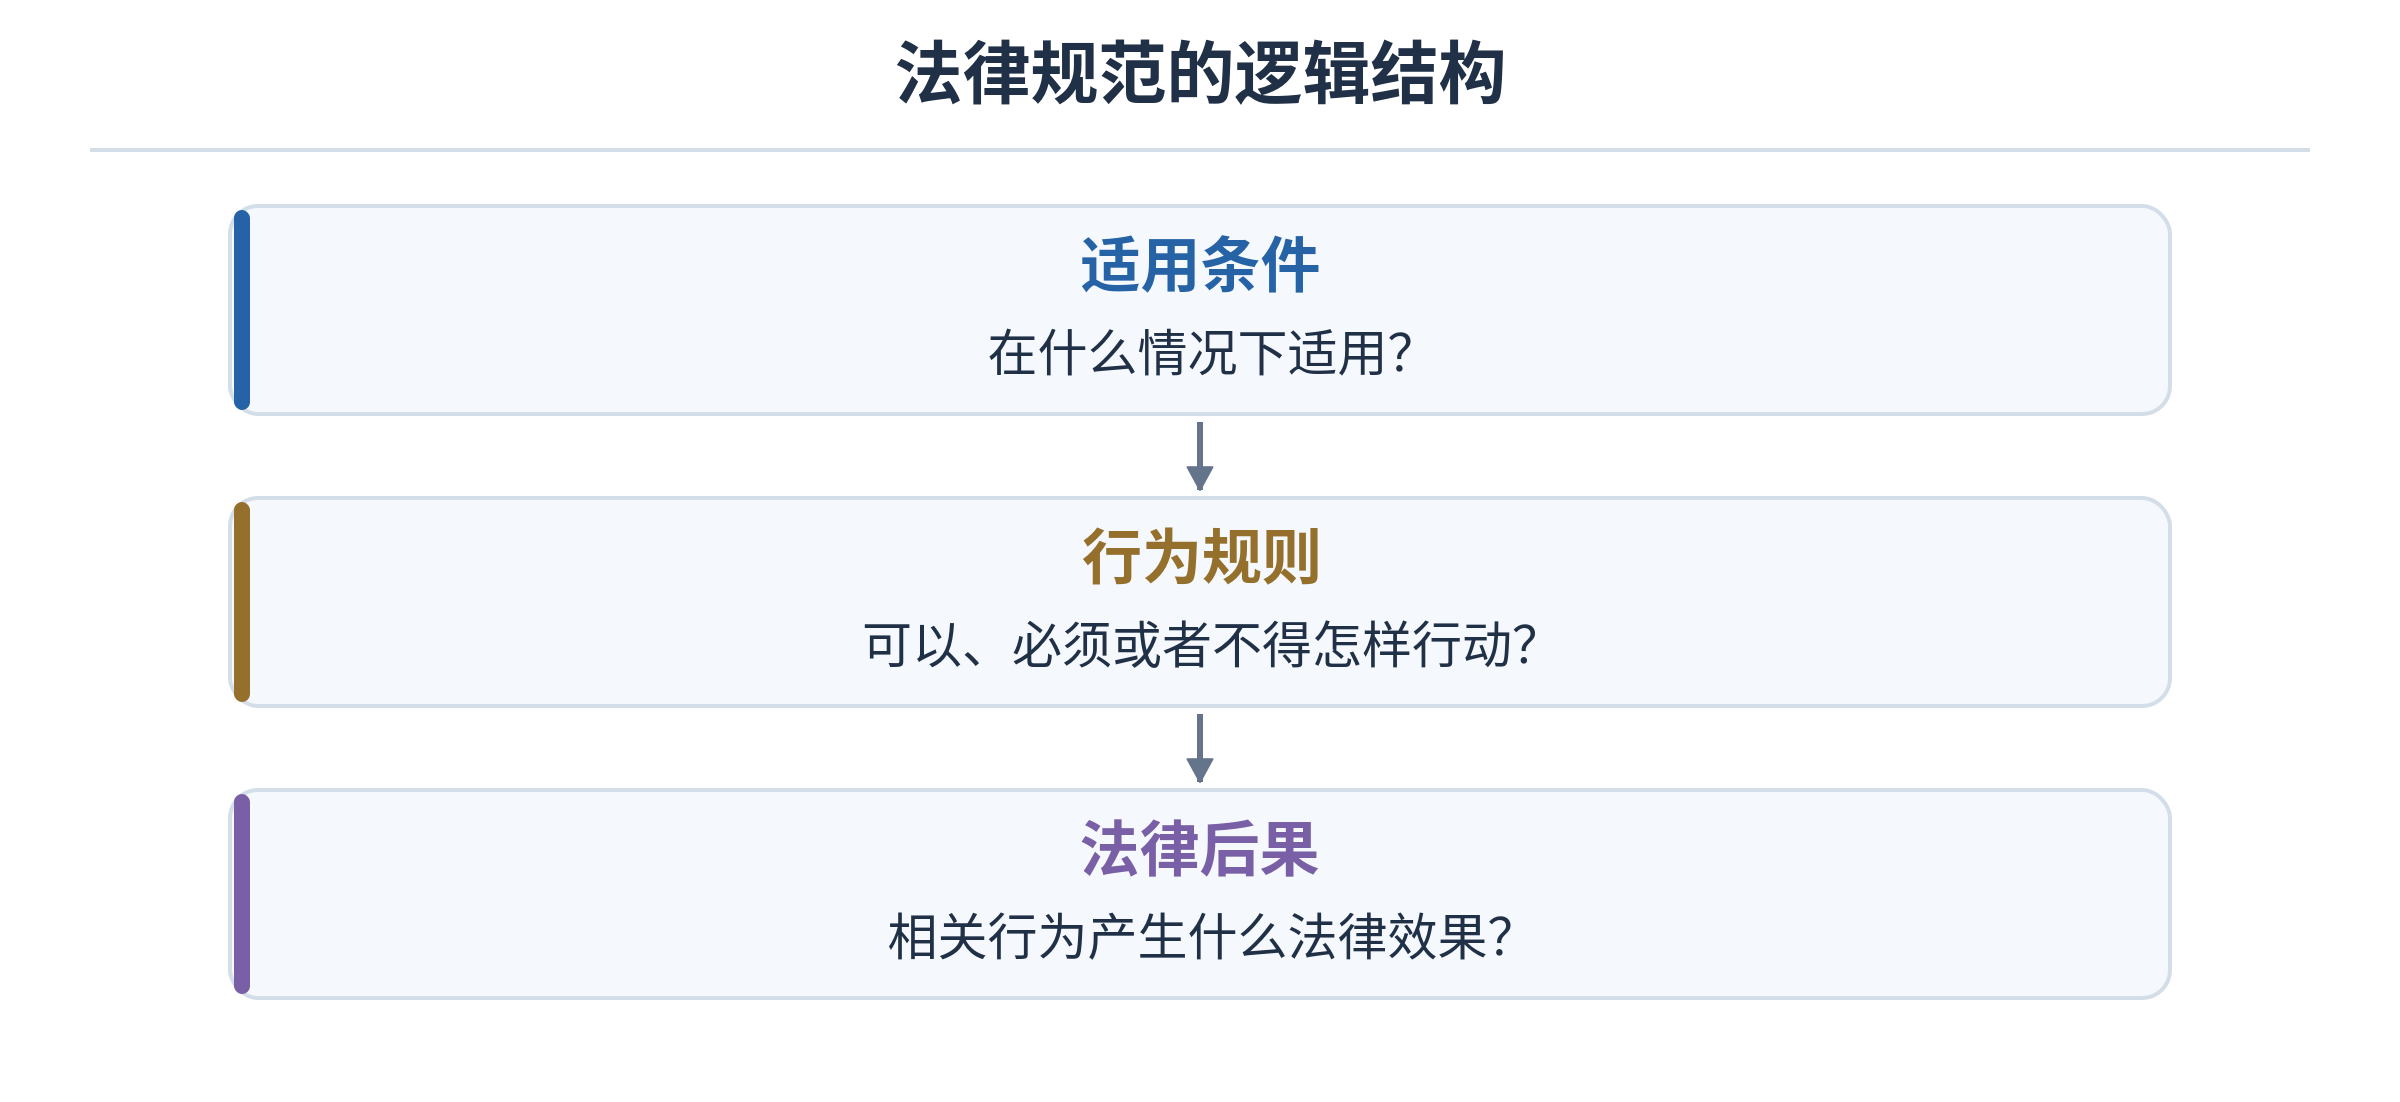 法律规范的逻辑结构
适用条件
在什么情况下适用？
行为规则
可以、必须或者不得怎样行动？
法律后果
相关行为产生什么法律效果？